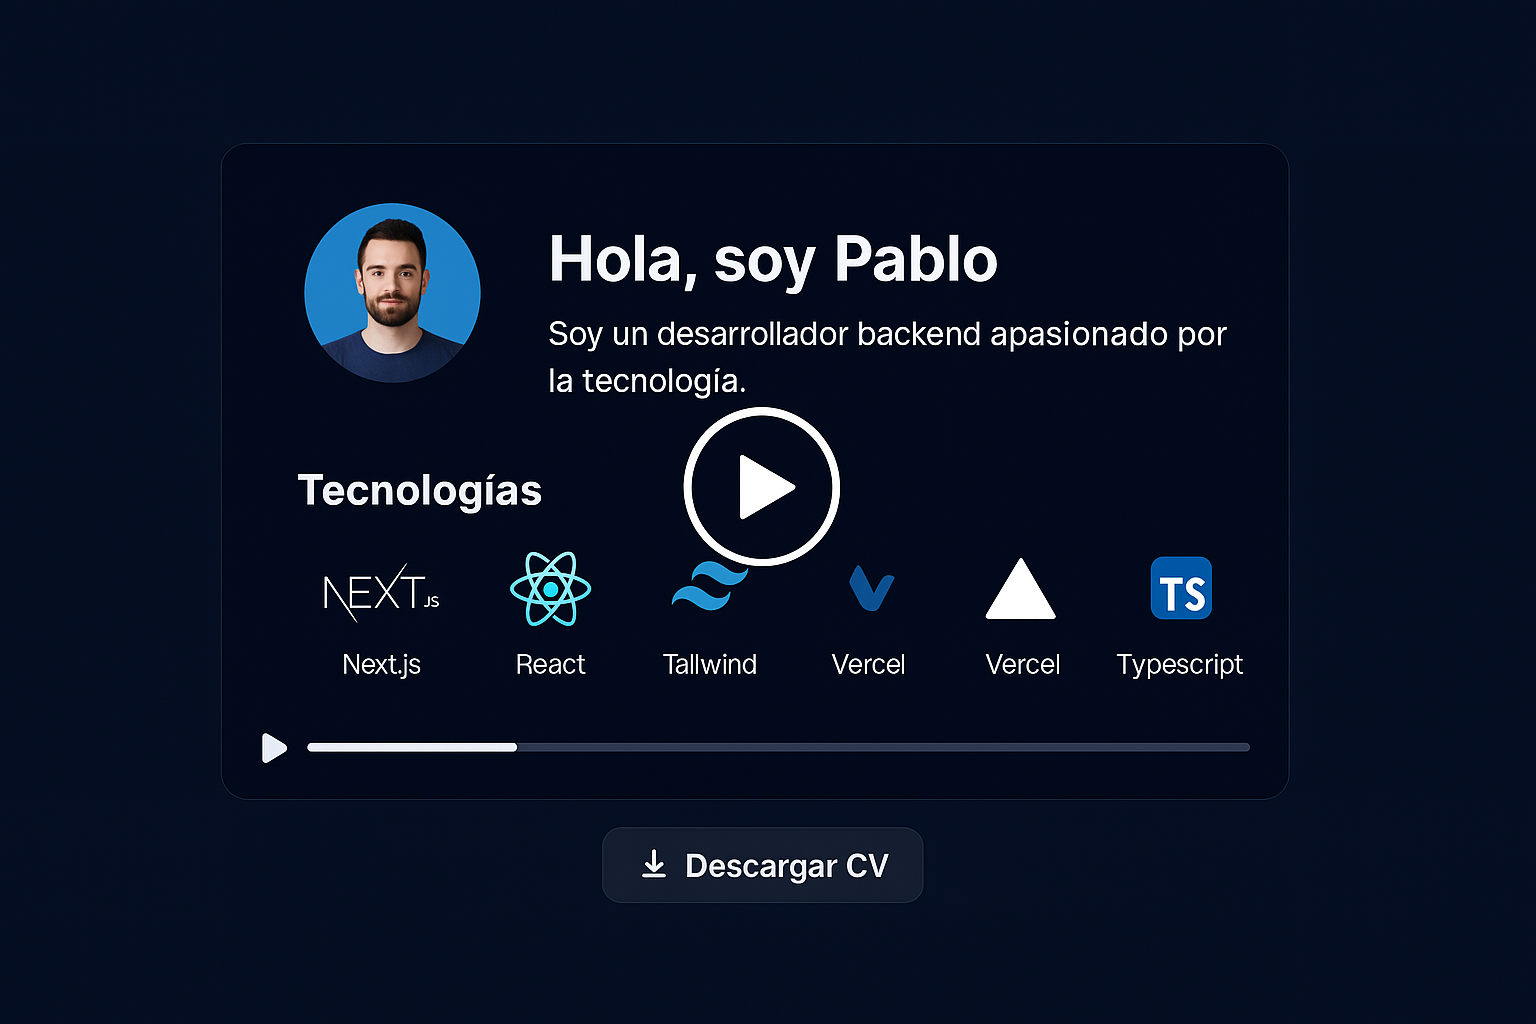 Hola, soy Pablo
Soy un desarrollador backend apasionado por
la tecnología.
Tecnologías
NEXT.JS
TS
Next.js
React
Tallwind
Vercel
Vercel
Typescript
Descargar CV